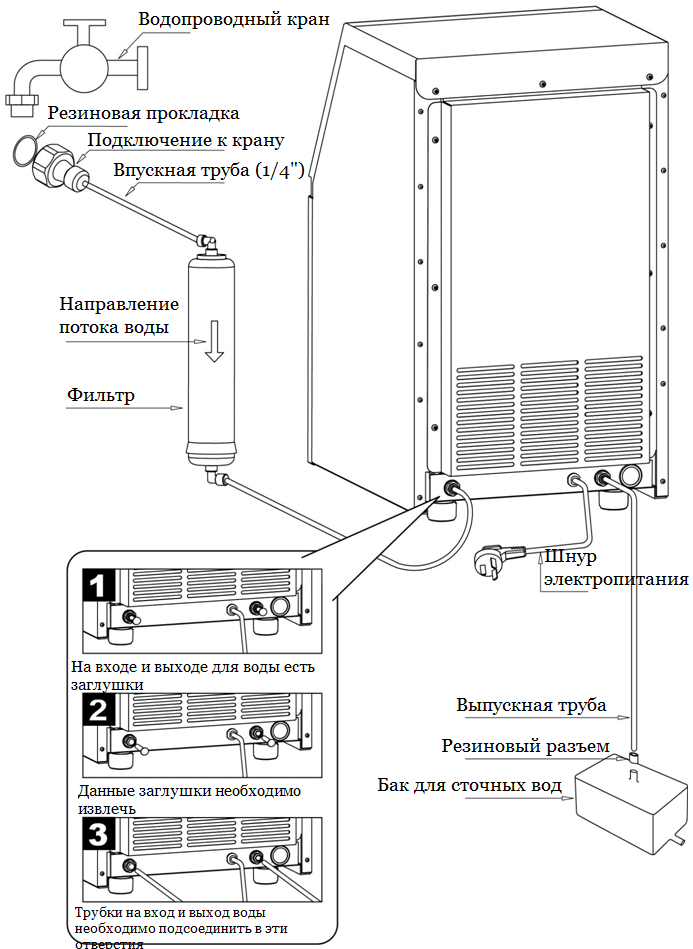 Водопроводный кран
Резиновая прокладка
Подключение к крану
Впускная труба (1/4")
Направление
потока воды
Фильтр
Шнур
электропитания
1
На входе и выходе для воды есть
заглушки
2
Данные заглушки необходимо
извлечь
3
Трубки на вход и выход воды
необходимо подсоединить в эти
отверстия
Выпускная труба
Резиновый разъем
Бак для сточных вод